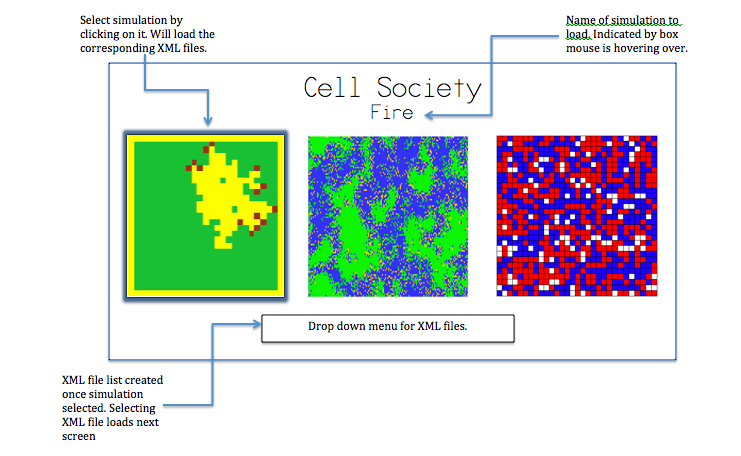 Select simulation by
clicking on it. Will load the
corresponding XML files.
Name of simulation to
load. Indicated by box
mouse is hovering over.
Cell Society
Fire
Drop down menu for XML files.
XML file list created
once simulation
selected. Selecting
XML file loads next
screen